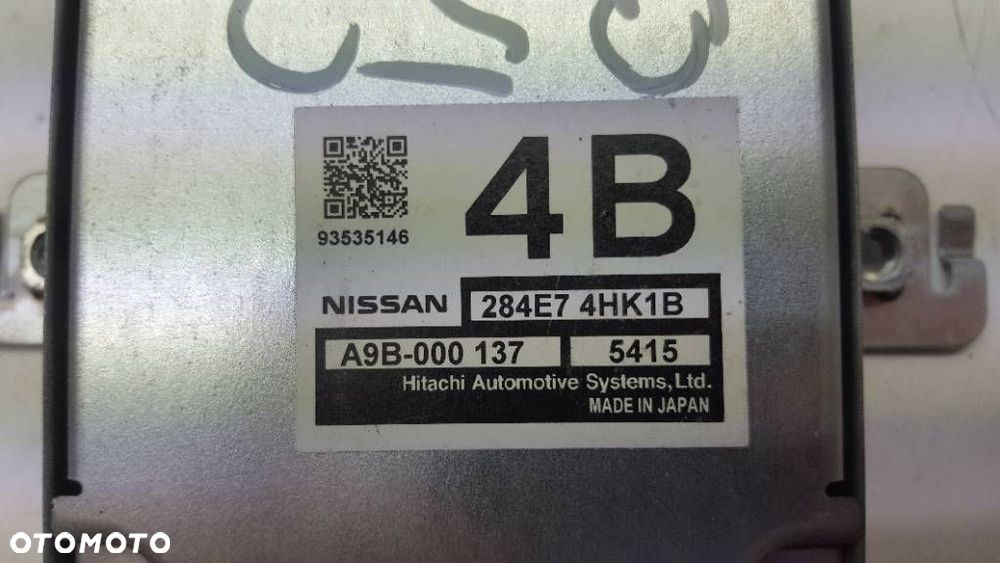 4B
93535146
NISSAN 284E7 4HK1B
A9B-000 137 5415
Hitachi Automotive Systems, Ltd.
MADE IN JAPAN
OTOMOTO